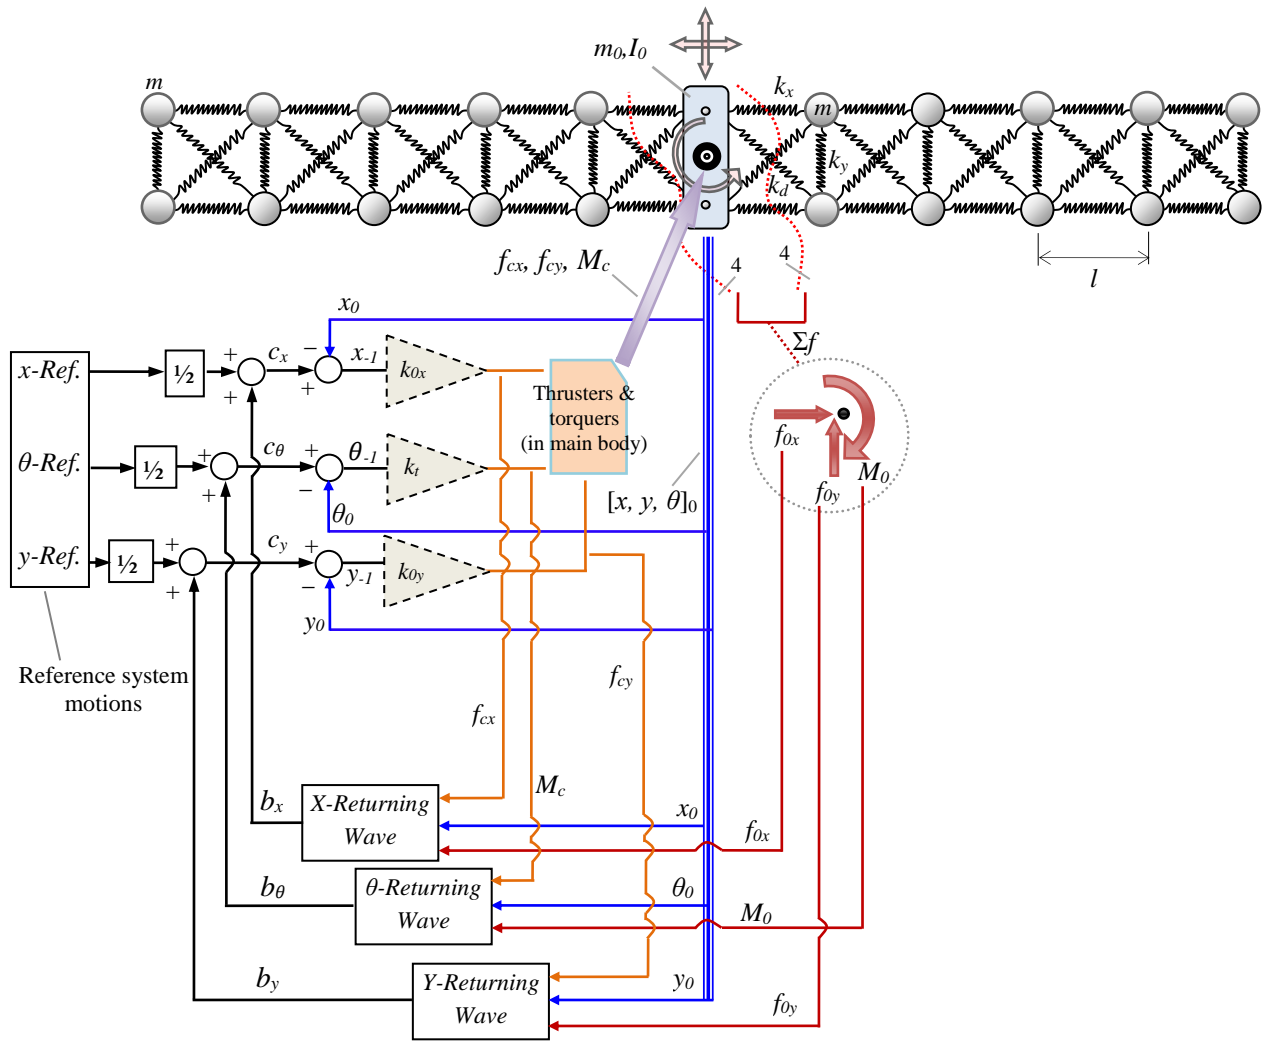 m₀,I₀
m
kₓ
m
k_y
k_d
f_cx, f_cy, M_c
4
4
l
x₀
Σf
x-Ref.
½
+
+
c_x
−
+
x₋₁
k₀ₓ
Thrusters &
torquers
(in main body)
f₀ₓ
M₀
f₀y
θ-Ref.
½
+
+
c_θ
+
−
θ₋₁
k_t
[x, y, θ]₀
θ₀
y-Ref.
½
+
+
c_y
+
−
y₋₁
k₀y
y₀
Reference system
motions
f_cy
f_cx
M_c
b_x
X-Returning
Wave
x₀
f₀ₓ
b_θ
θ-Returning
Wave
θ₀
M₀
b_y
Y-Returning
Wave
y₀
f₀y